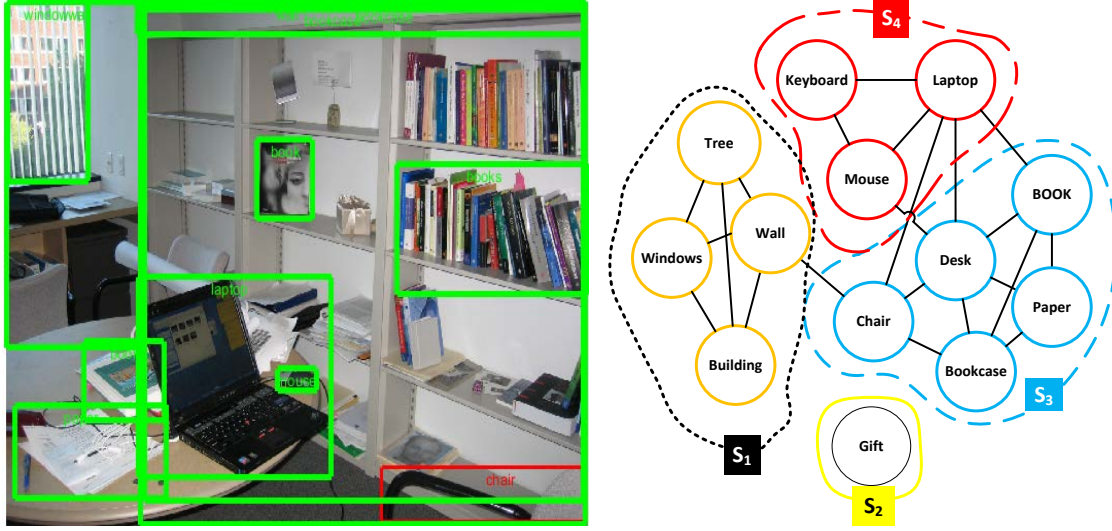 windowwa
book
books
laptop
mouse
chair
S4
Keyboard
Laptop
Tree
Mouse
BOOK
Wall
Windows
Desk
Paper
Chair
Building
Bookcase
S3
Gift
S1
S2